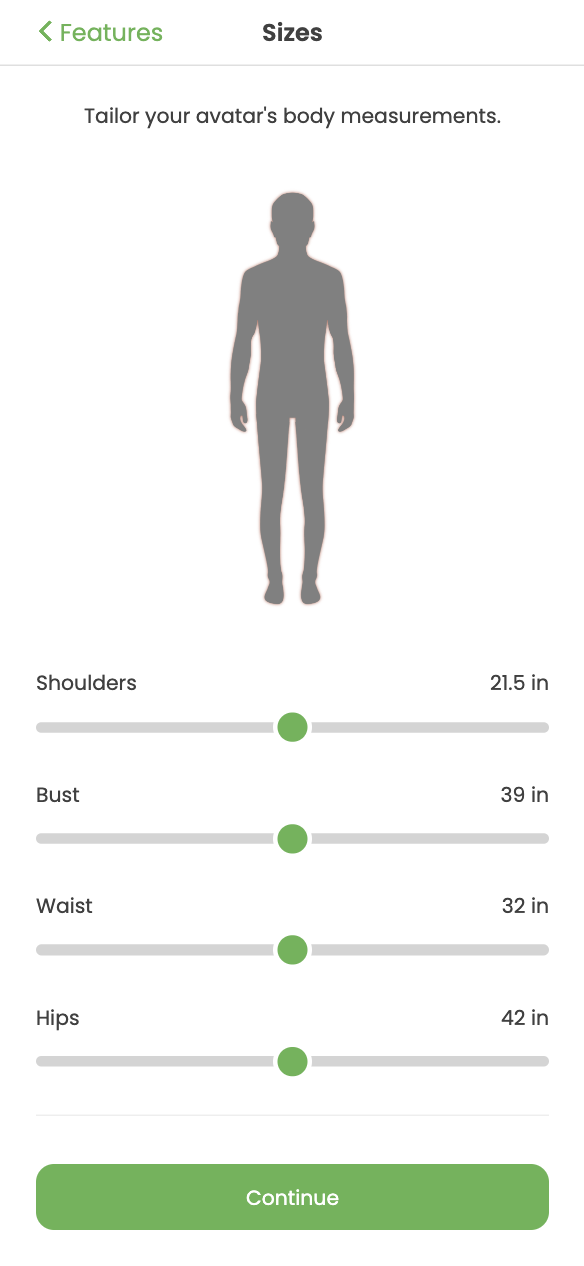 Features
Sizes
Tailor your avatar's body measurements.
Shoulders 21.5 in
Bust 39 in
Waist 32 in
Hips 42 in
Continue